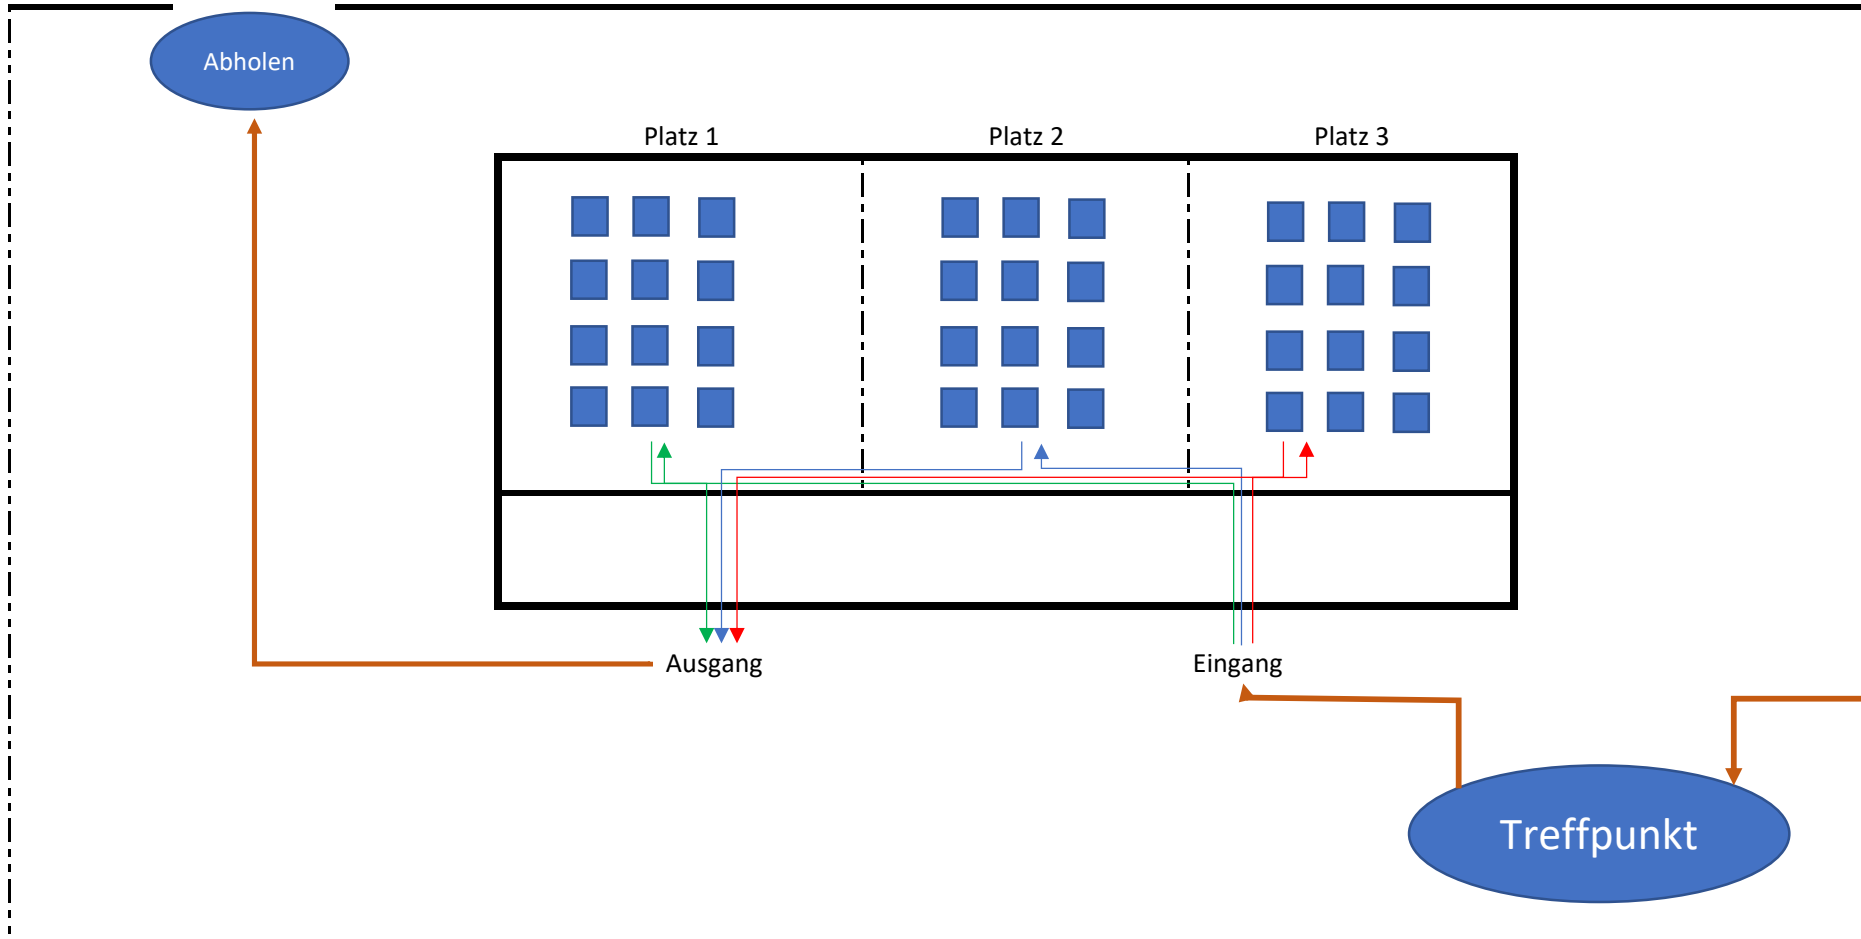 Abholen
Platz 1
Platz 2
Platz 3
Ausgang
Eingang
Treffpunkt